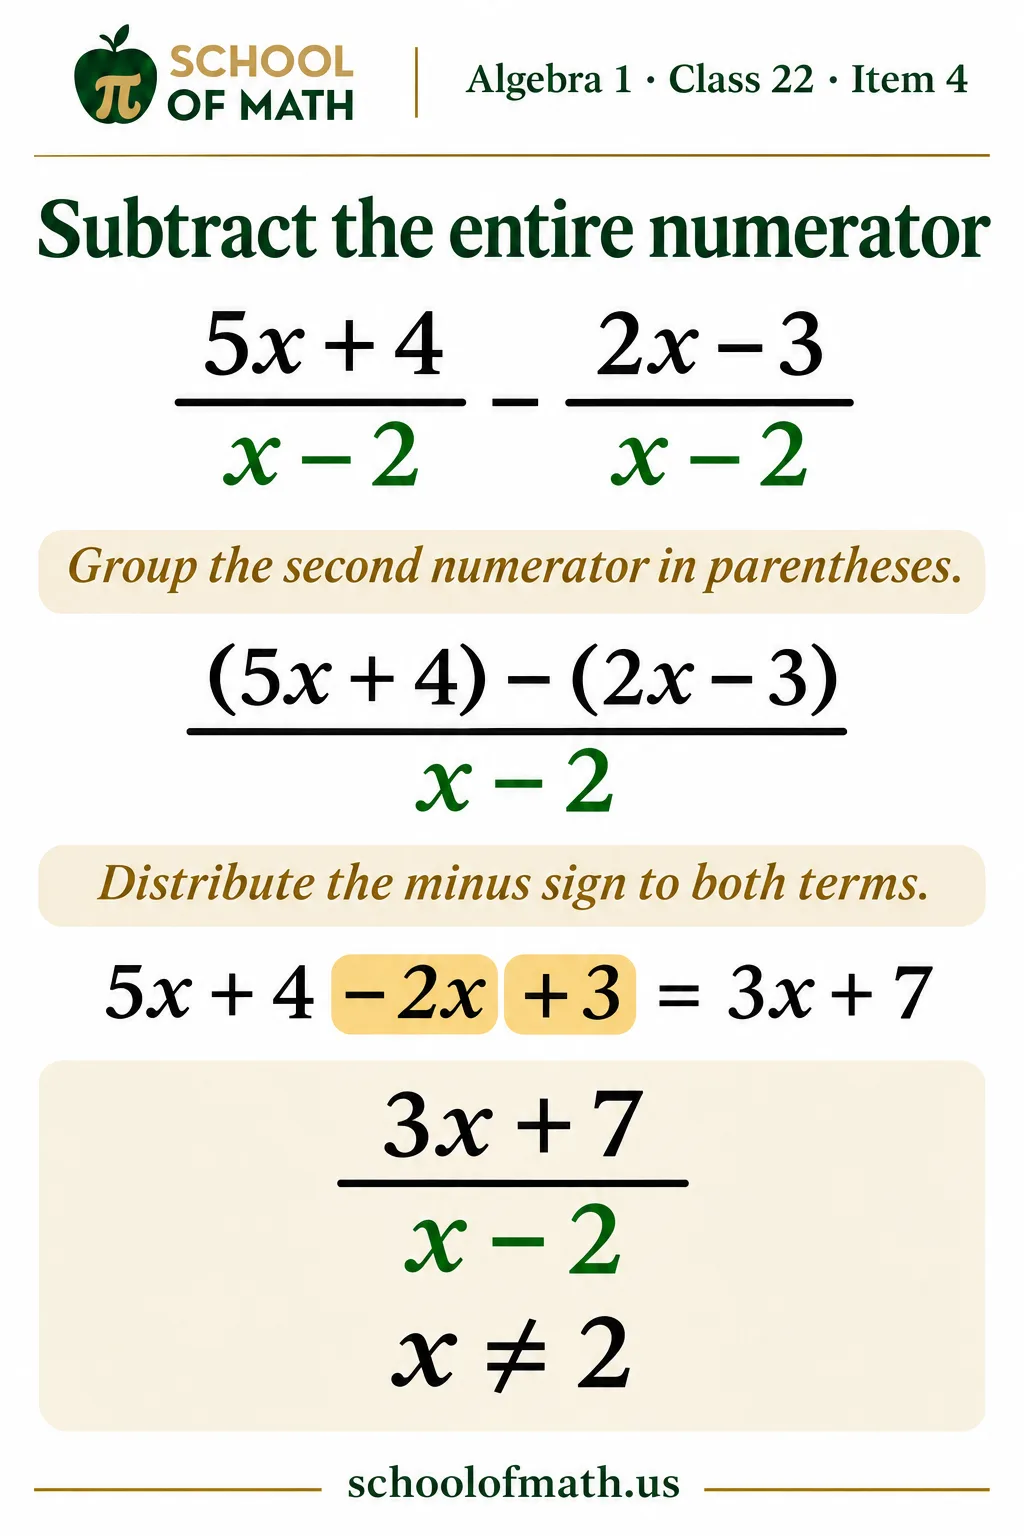 SCHOOL
OF MATH
Algebra 1 · Class 22 · Item 4
Subtract the entire numerator
5x + 4 / x − 2 − 2x − 3 / x − 2
Group the second numerator in parentheses.
(5x + 4) − (2x − 3)
x − 2
Distribute the minus sign to both terms.
5x + 4 − 2x + 3 = 3x + 7
3x + 7
x − 2
x ≠ 2
schoolofmath.us